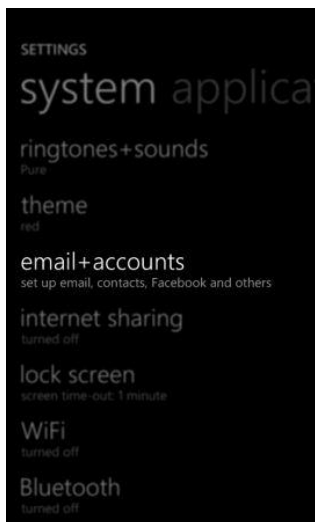 SETTINGS
system applica
ringtones+sounds
Pure
theme
red
email+accounts
set up email, contacts, Facebook and others
internet sharing
turned off
lock screen
screen time-out: 1 minute
WiFi
turned off
Bluetooth
turned off